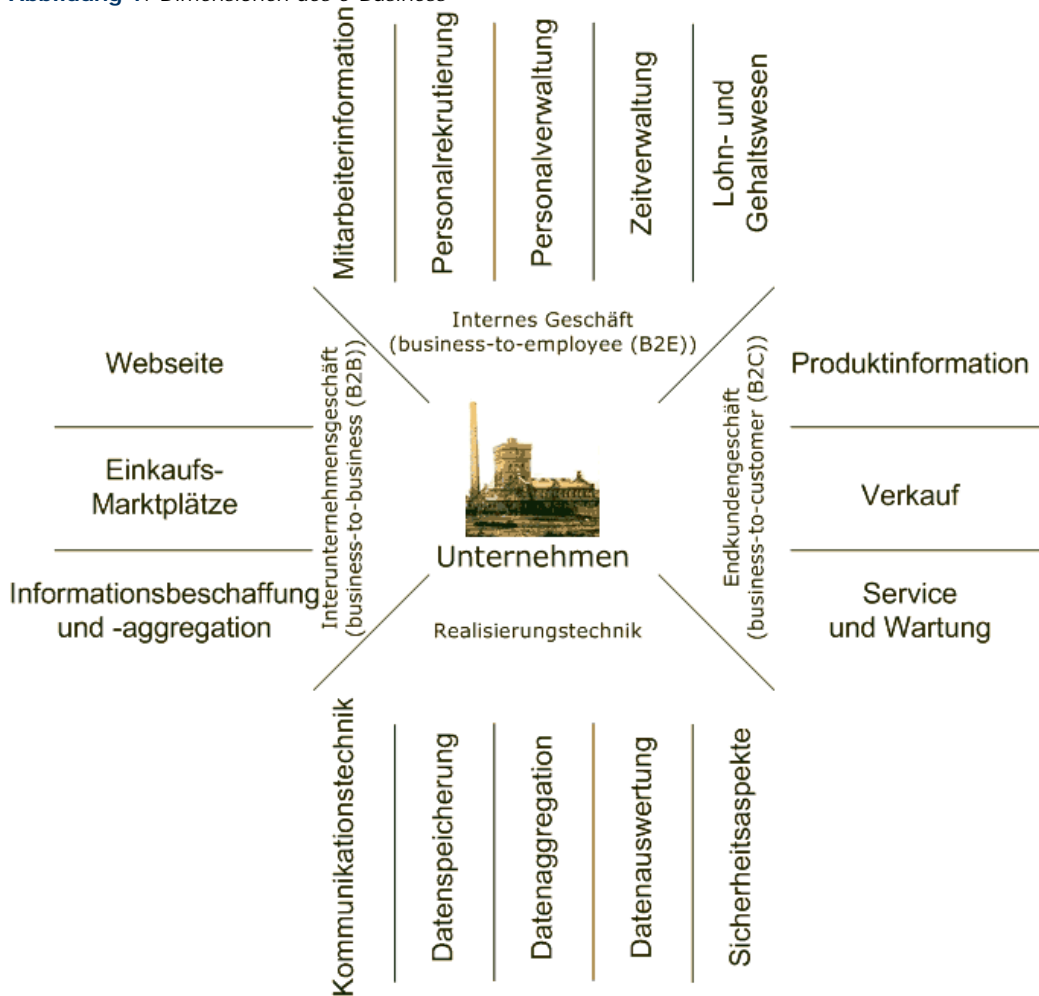 Abbildung 1: Dimensionen des e-Business
Mitarbeiterinformation
Personalrekrutierung
Personalverwaltung
Zeitverwaltung
Lohn- und
Gehaltswesen
Internes Geschäft
(business-to-employee (B2E))
Webseite
Einkaufs-
Marktplätze
Informationsbeschaffung
und -aggregation
Interunternehmensgeschäft
(business-to-business (B2B))
Unternehmen
Endkundengeschäft
(business-to-customer (B2C))
Produktinformation
Verkauf
Service
und Wartung
Realisierungstechnik
Kommunikationstechnik
Datenspeicherung
Datenaggregation
Datenauswertung
Sicherheitsaspekte